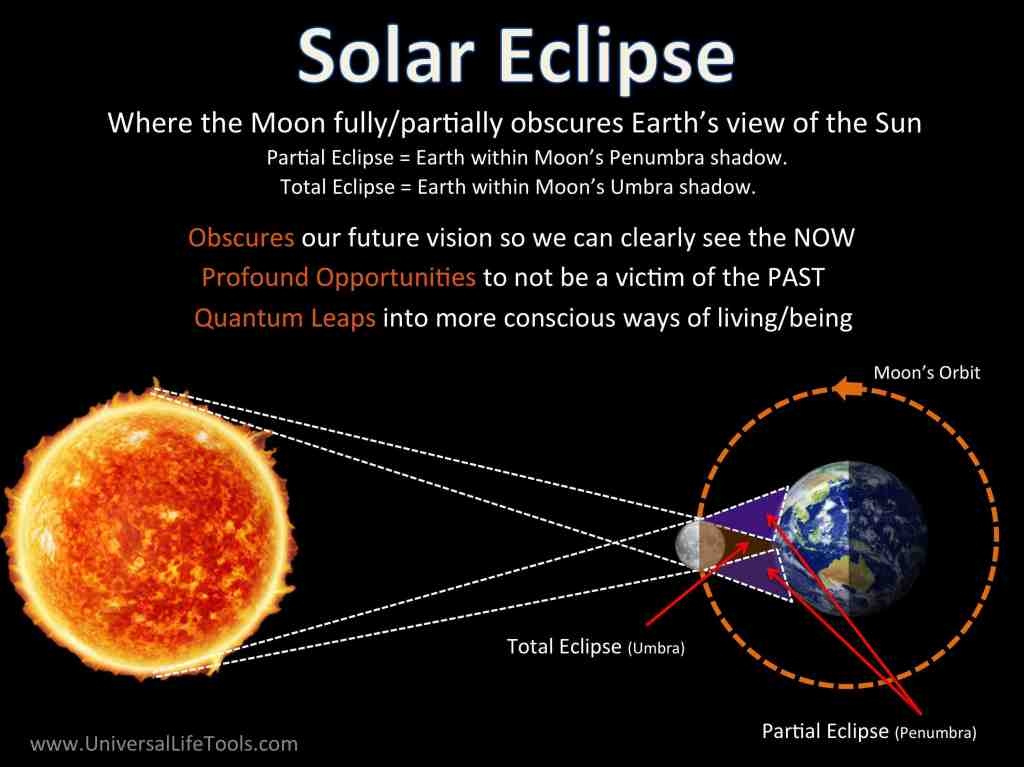 Solar Eclipse
Where the Moon fully/partially obscures Earth's view of the Sun
Partial Eclipse = Earth within Moon's Penumbra shadow.
Total Eclipse = Earth within Moon's Umbra shadow.
Obscures our future vision so we can clearly see the NOW
Profound Opportunities to not be a victim of the PAST
Quantum Leaps into more conscious ways of living/being
Moon's Orbit
Total Eclipse (Umbra)
Partial Eclipse (Penumbra)
www.UniversalLifeTools.com